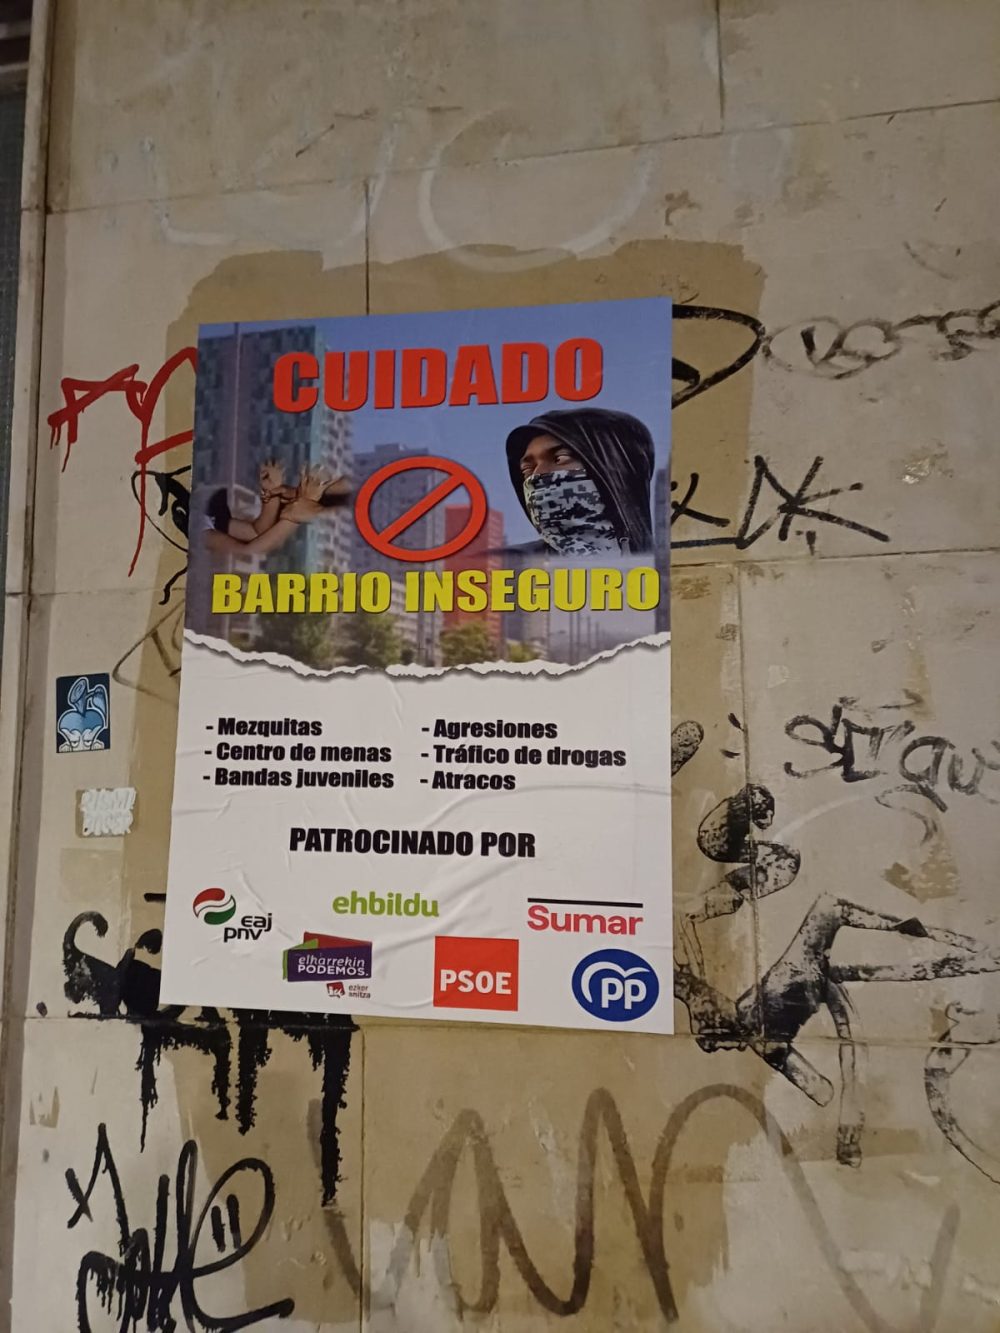 CUIDADO
BARRIO INSEGURO
- Mezquitas
- Centro de menas
- Bandas juveniles
- Agresiones
- Tráfico de drogas
- Atracos
PATROCINADO POR
eaj
pnv
ehbildu
Sumar
elkarrekin
PODEMOS.
ezker
anitza
PSOE
PP